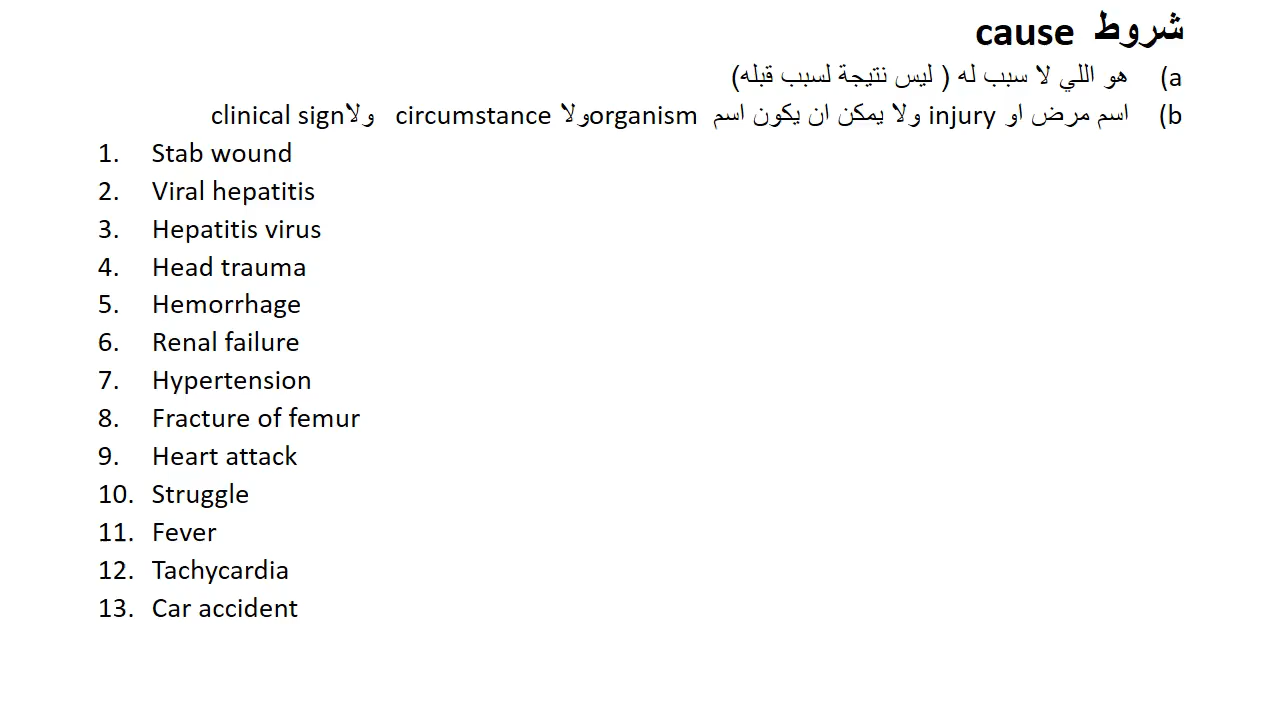 شروط cause
a) هو اللي لا سبب له ( ليس نتيجة لسبب قبله)
b) اسم مرض او injury ولا يمكن ان يكون اسم organism ولا circumstance ولا clinical sign
1. Stab wound
2. Viral hepatitis
3. Hepatitis virus
4. Head trauma
5. Hemorrhage
6. Renal failure
7. Hypertension
8. Fracture of femur
9. Heart attack
10. Struggle
11. Fever
12. Tachycardia
13. Car accident